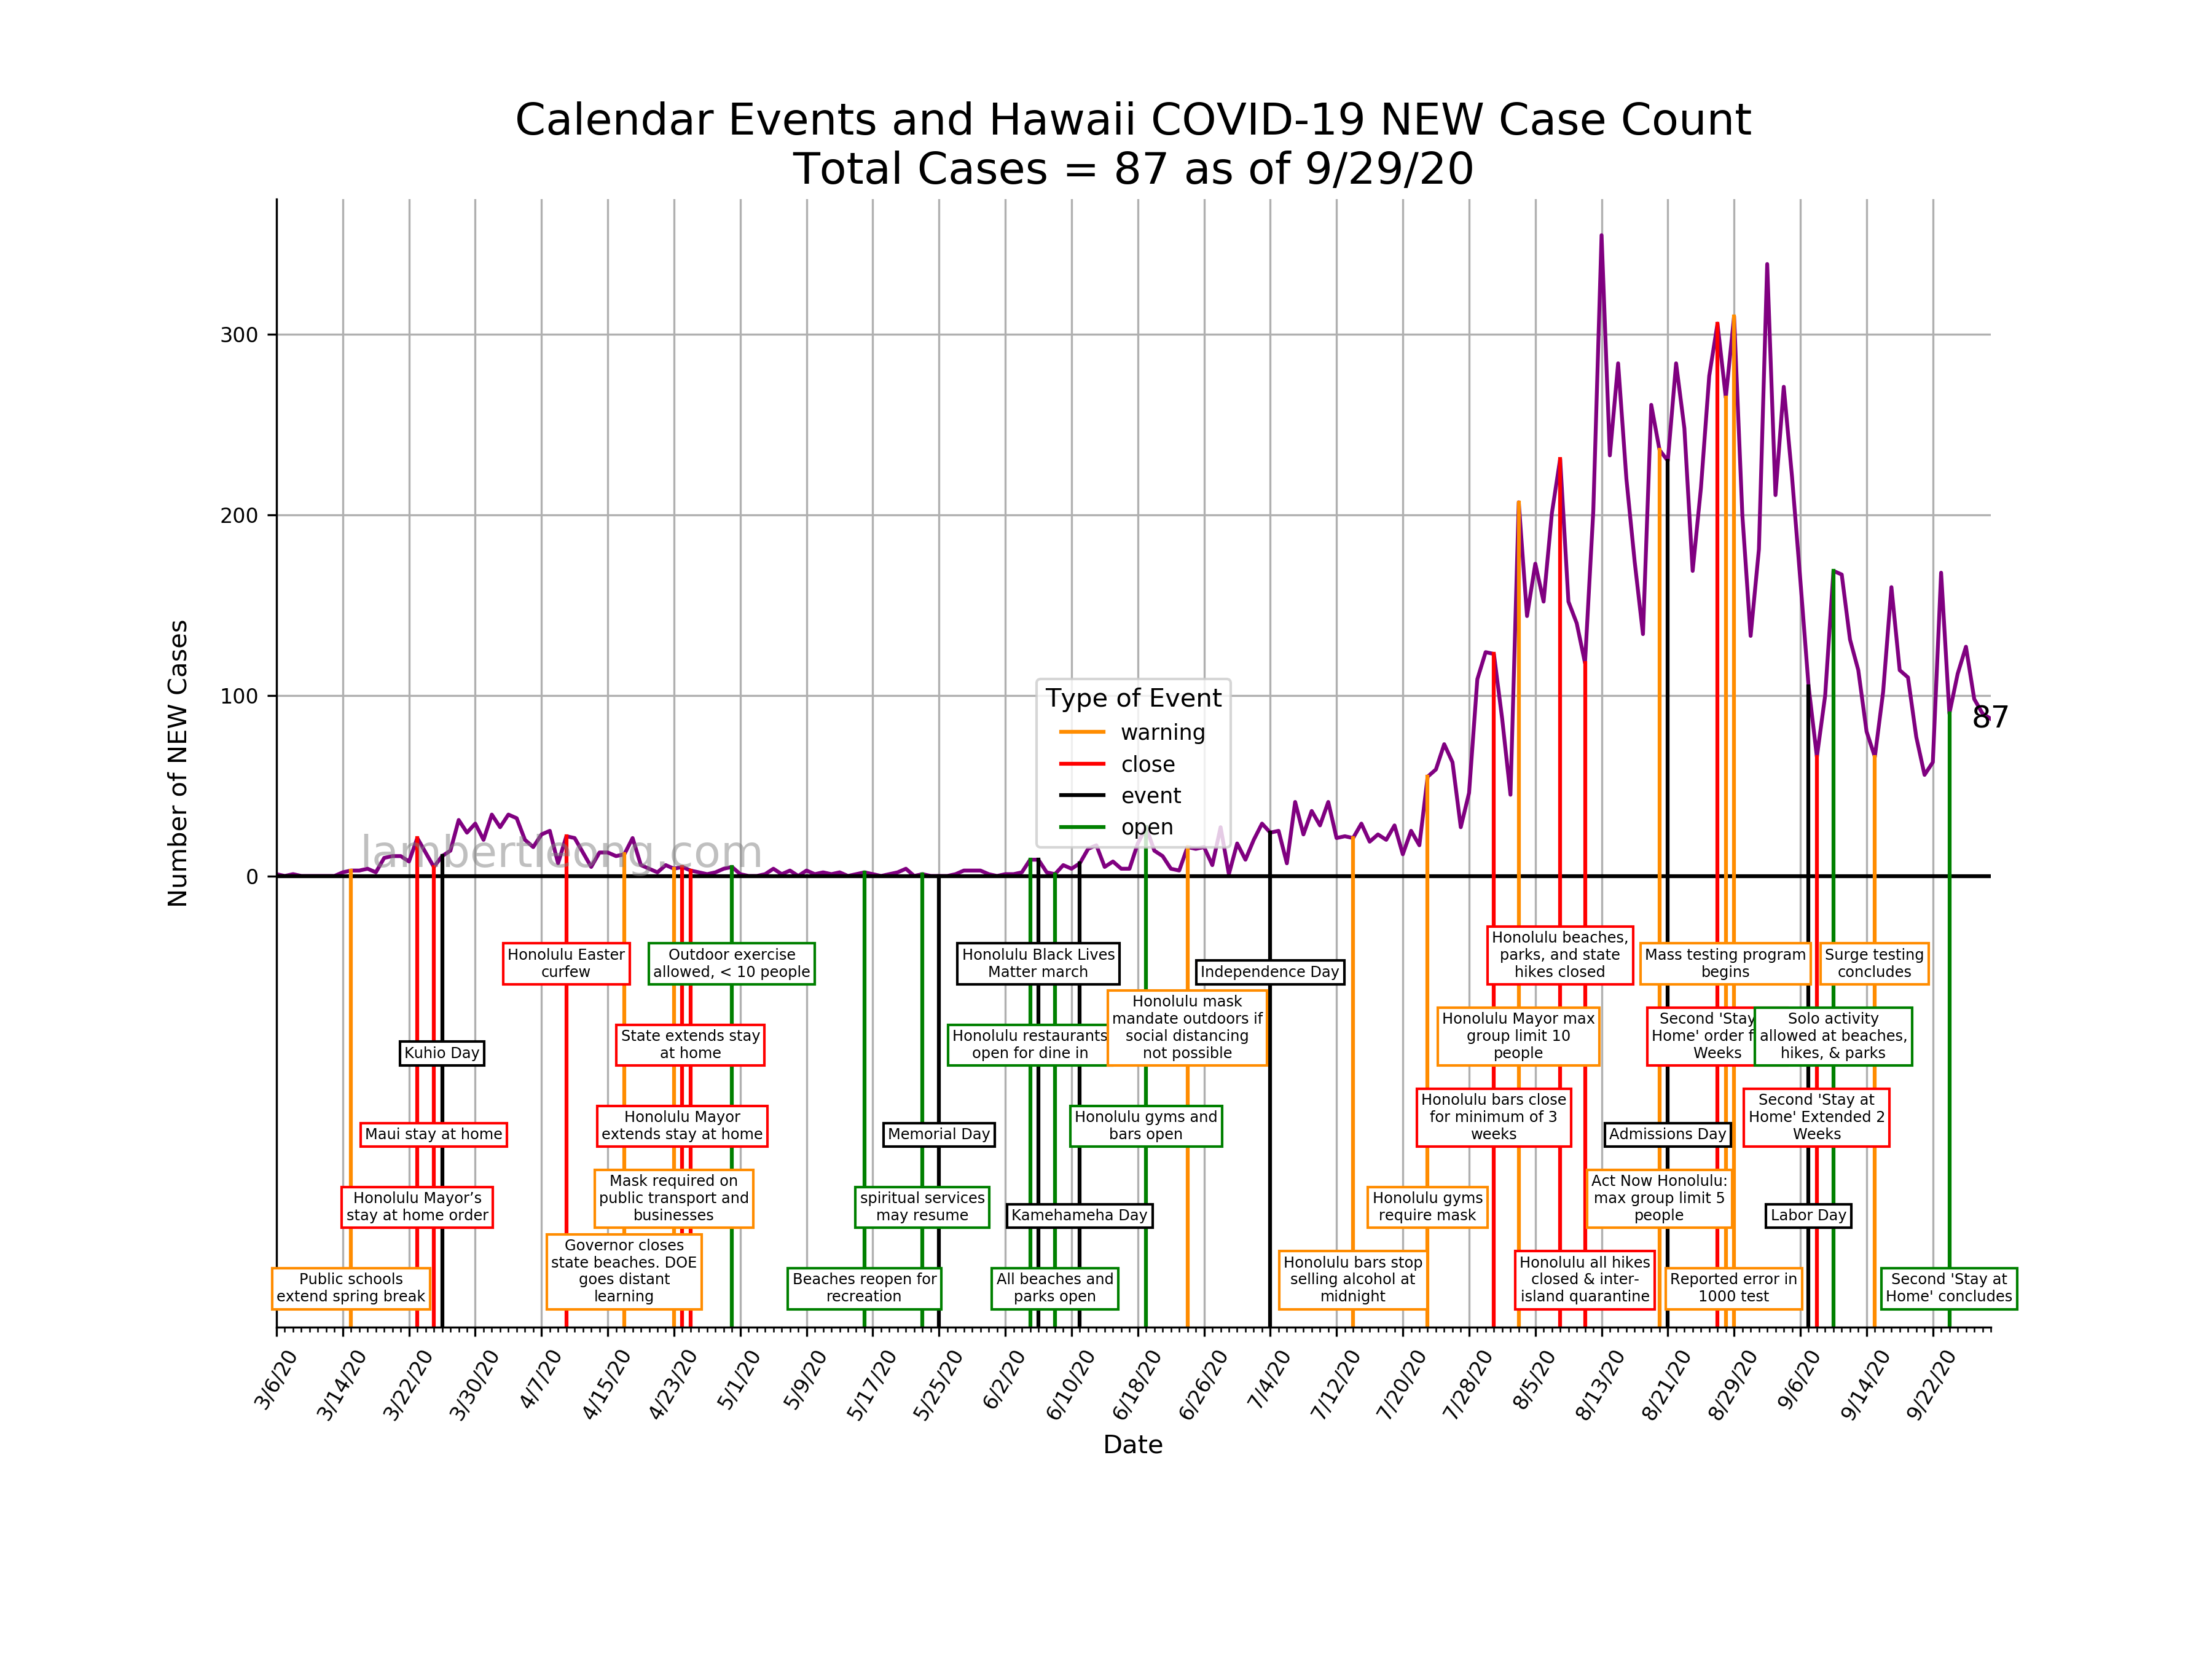 Calendar Events and Hawaii COVID-19 NEW Case Count
Total Cases = 87 as of 9/29/20
Number of NEW Cases
300
200
100
0
Type of Event
warning
close
event
open
87
lambertleong.com
Honolulu Easter
curfew
Outdoor exercise
allowed, < 10 people
Honolulu Black Lives
Matter march
Independence Day
Honolulu beaches,
parks, and state
hikes closed
Mass testing program
begins
Surge testing
concludes
Kuhio Day
State extends stay
at home
Honolulu restaurants
open for dine in
Honolulu mask
mandate outdoors if
social distancing
not possible
Honolulu Mayor max
group limit 10
people
Second 'Stay
Home' order f
Weeks
Solo activity
allowed at beaches,
hikes, & parks
Maui stay at home
Honolulu Mayor
extends stay at home
Memorial Day
Honolulu gyms and
bars open
Honolulu bars close
for minimum of 3
weeks
Admissions Day
Second 'Stay at
Home' Extended 2
Weeks
Honolulu Mayor’s
stay at home order
Mask required on
public transport and
businesses
spiritual services
may resume
Kamehameha Day
Honolulu gyms
require mask
Act Now Honolulu:
max group limit 5
people
Labor Day
Public schools
extend spring break
Governor closes
state beaches. DOE
goes distant
learning
Beaches reopen for
recreation
All beaches and
parks open
Honolulu bars stop
selling alcohol at
midnight
Honolulu all hikes
closed & inter-
island quarantine
Reported error in
1000 test
Second 'Stay at
Home' concludes
3/6/20
3/14/20
3/22/20
3/30/20
4/7/20
4/15/20
4/23/20
5/1/20
5/9/20
5/17/20
5/25/20
6/2/20
6/10/20
6/18/20
6/26/20
7/4/20
7/12/20
7/20/20
7/28/20
8/5/20
8/13/20
8/21/20
8/29/20
9/6/20
9/14/20
9/22/20
Date